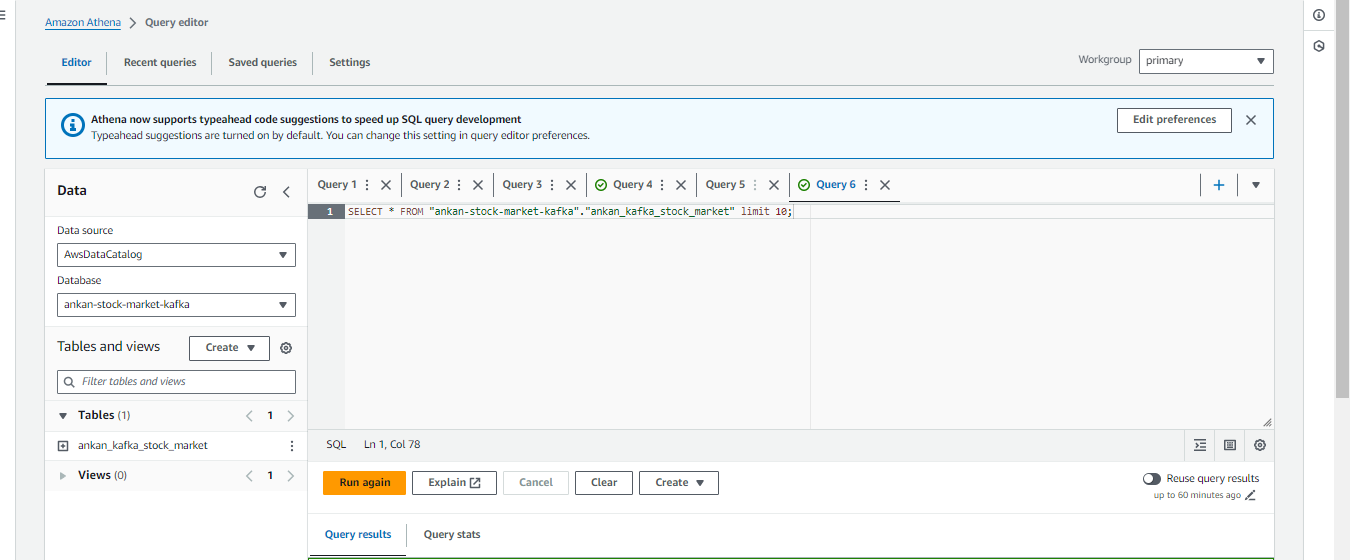 Amazon Athena > Query editor
Editor Recent queries Saved queries Settings
Workgroup primary
Athena now supports typeahead code suggestions to speed up SQL query development
Typeahead suggestions are turned on by default. You can change this setting in query editor preferences.
Edit preferences
Data
Data source
AwsDataCatalog
Database
ankan-stock-market-kafka
Tables and views Create
Filter tables and views
Tables (1) < 1 >
ankan_kafka_stock_market
Views (0) < 1 >
Query 1 Query 2 Query 3 Query 4 Query 5 Query 6
1 SELECT * FROM "ankan-stock-market-kafka"."ankan_kafka_stock_market" limit 10;
SQL Ln 1, Col 78
Run again Explain Cancel Clear Create
Reuse query results
up to 60 minutes ago
Query results Query stats